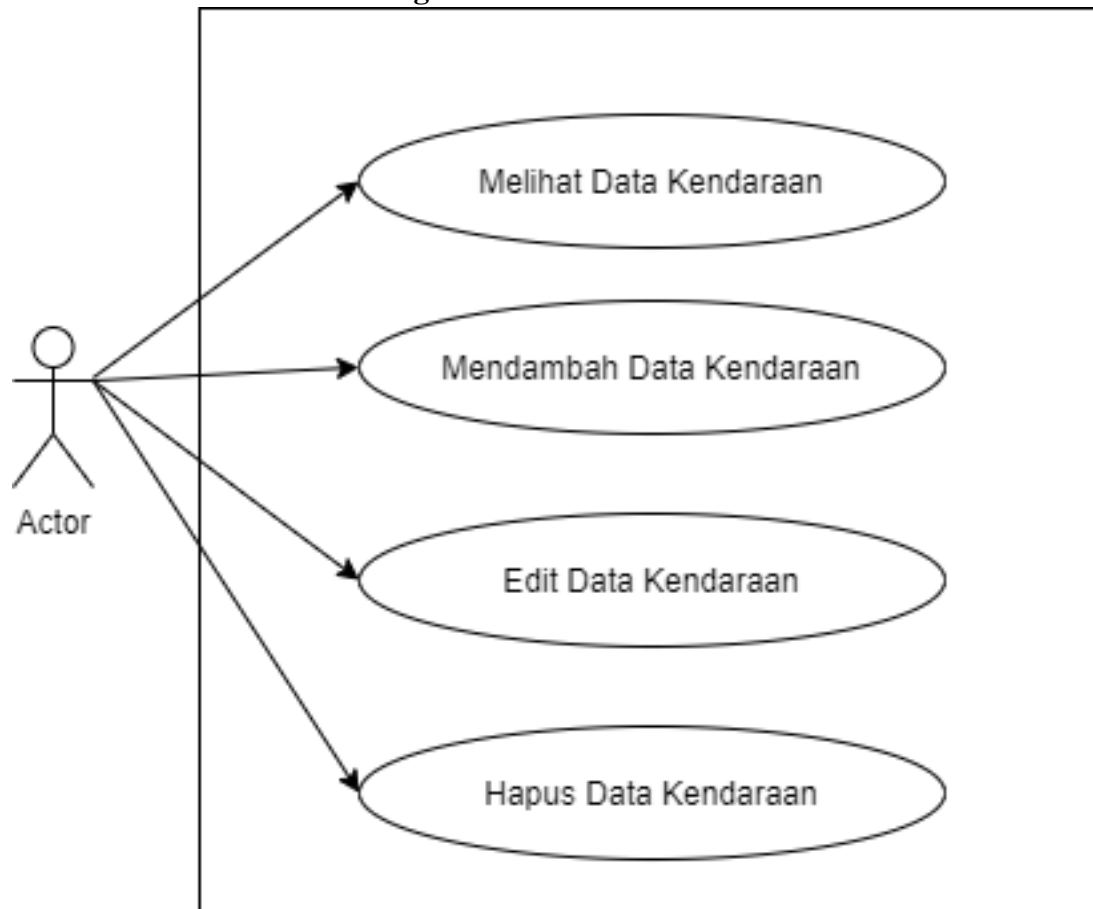 Melihat Data Kendaraan
Mendambah Data Kendaraan
Actor
Edit Data Kendaraan
Hapus Data Kendaraan